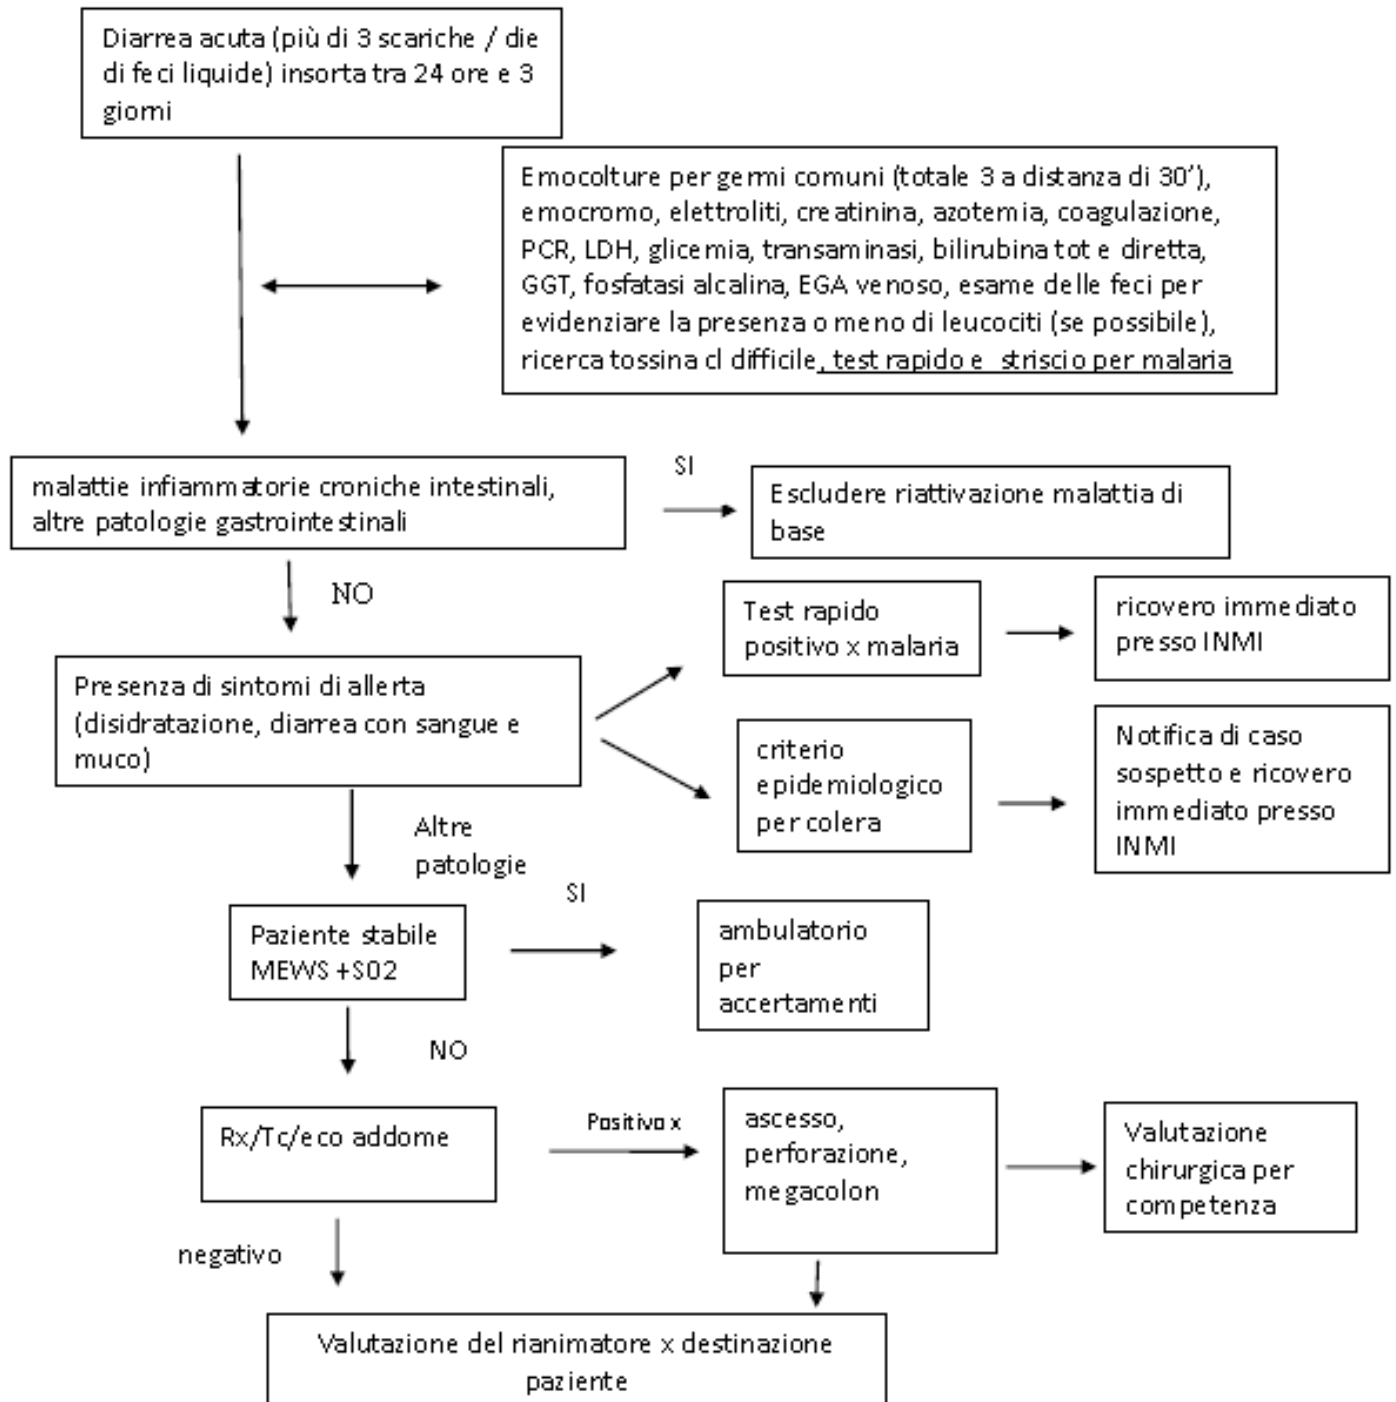 Diarrea acuta (più di 3 scariche / die
di feci liquide) insorta tra 24 ore e 3
giorni
Emocolture per germi comuni (totale 3 a distanza di 30’),
emocromo, elettroliti, creatinina, azotemia, coagulazione,
PCR, LDH, glicemia, transaminasi, bilirubina tot e diretta,
GGT, fosfatasi alcalina, EGA venoso, esame delle feci per
evidenziare la presenza o meno di leucociti (se possibile),
ricerca tossina cl difficile, test rapido e striscio per malaria
malattie infiammatorie croniche intestinali,
altre patologie gastrointestinali
SI
Escludere riattivazione malattia di
base
NO
Test rapido
positivo x malaria
ricovero immediato
presso INMI
Presenza di sintomi di allerta
(disidratazione, diarrea con sangue e
muco)
criterio
epidemiologico
per colera
Notifica di caso
sospetto e ricovero
immediato presso
INMI
Altre
patologie
SI
Paziente stabile
MEWS +S02
ambulatorio
per
accertamenti
NO
Rx/Tc/eco addome
Positivo x
ascesso,
perforazione,
megacolon
Valutazione
chirurgica per
competenza
negativo
Valutazione del rianimatore x destinazione
paziente